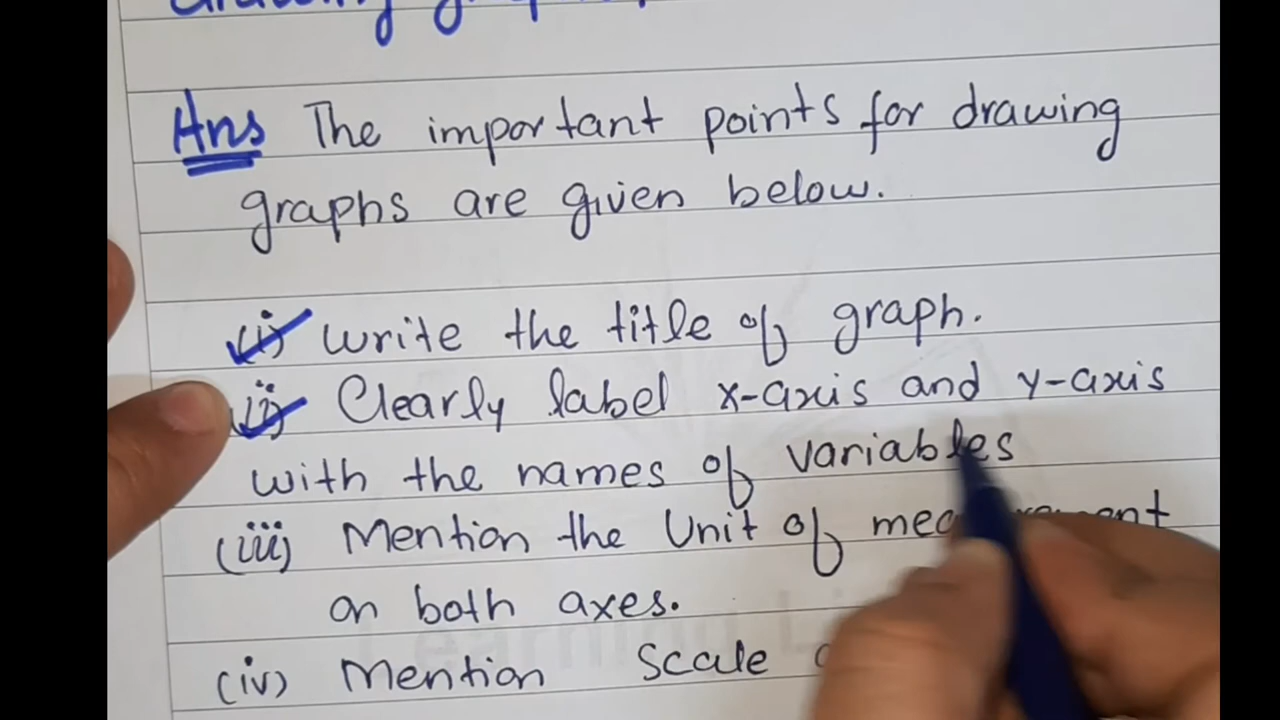 drawing
Ans The important points for drawing
graphs are given below.
(i) Write the title of graph.
(ii) Clearly label x-axis and y-axis
with the names of variables
(iii) Mention the Unit of
on both axes.
(iv) Mention Scale